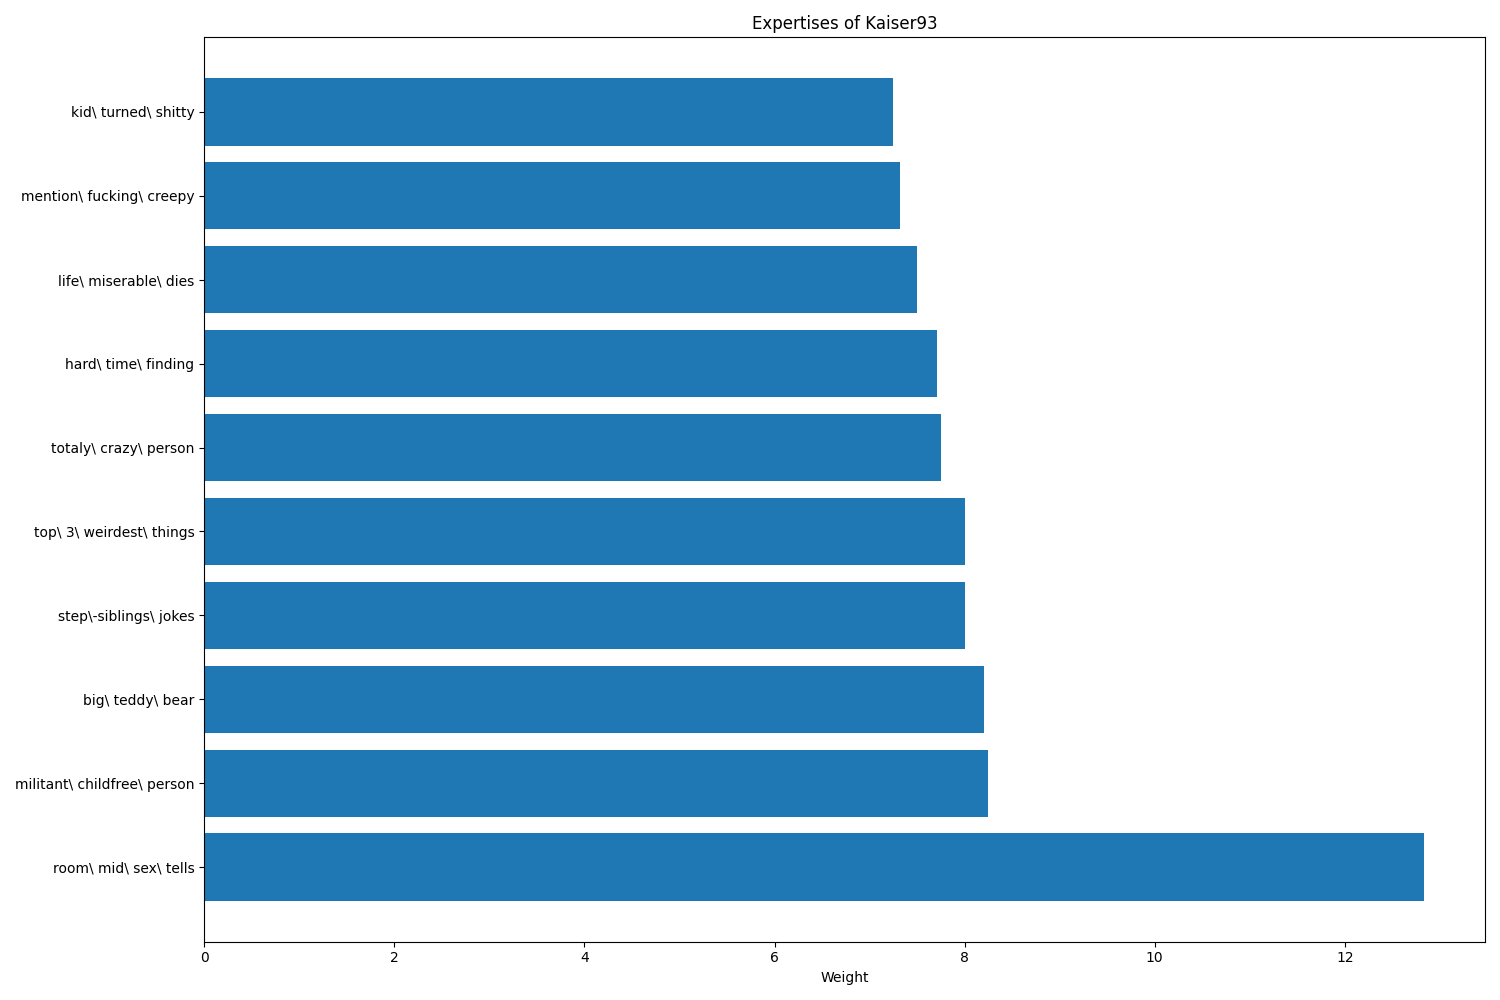 Expertises of Kaiser93
kid\ turned\ shitty
mention\ fucking\ creepy
life\ miserable\ dies
hard\ time\ finding
totaly\ crazy\ person
top\ 3\ weirdest\ things
step\-siblings\ jokes
big\ teddy\ bear
militant\ childfree\ person
room\ mid\ sex\ tells
0 2 4 6 8 10 12
Weight